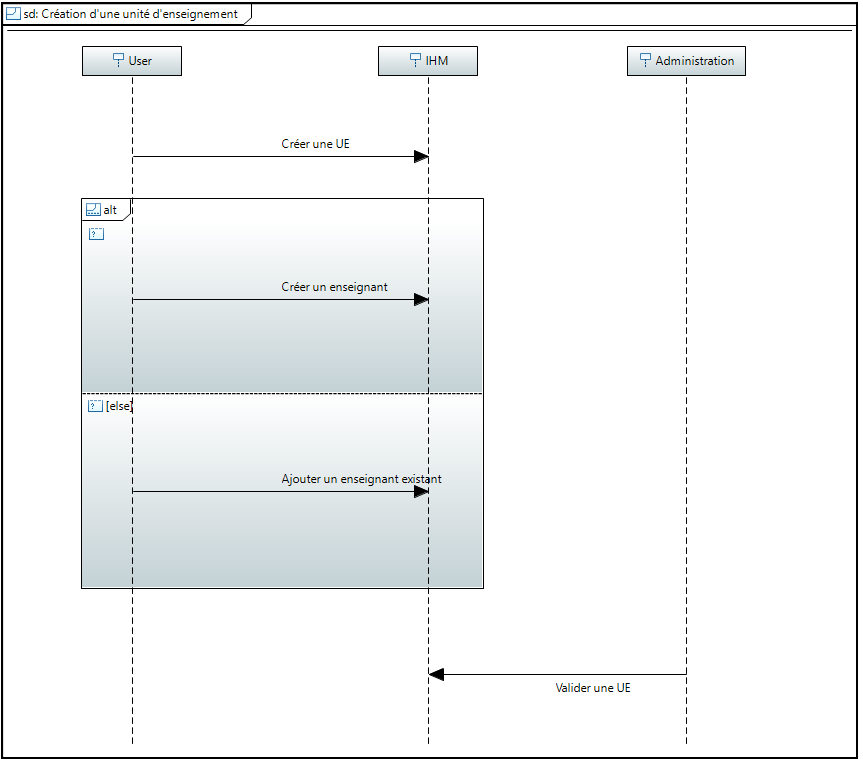 sd: Création d'une unité d'enseignement
User
IHM
Administration
Créer une UE
alt
?
Créer un enseignant
? [else]
Ajouter un enseignant existant
Valider une UE